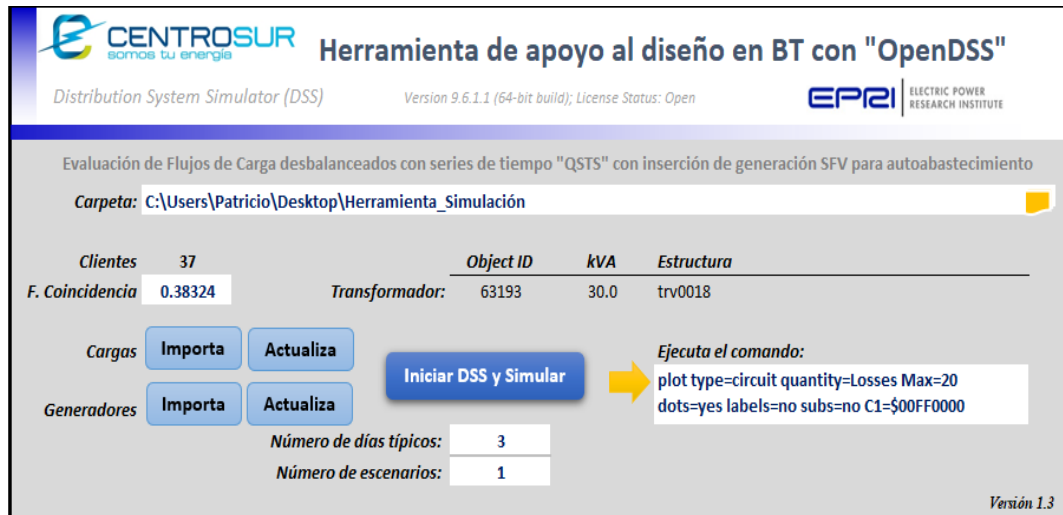 CENTROSUR
somos tu energía
Herramienta de apoyo al diseño en BT con "OpenDSS"
Distribution System Simulator (DSS)
Version 9.6.1.1 (64-bit build); License Status: Open
EPRI
ELECTRIC POWER
RESEARCH INSTITUTE
Evaluación de Flujos de Carga desbalanceados con series de tiempo "QSTS" con inserción de generación SFV para autoabastecimiento
Carpeta: C:\Users\Patricio\Desktop\Herramienta_Simulación
Clientes 37 Object ID kVA Estructura
F. Coincidencia 0.38324 Transformador: 63193 30.0 trv0018
Cargas Importa Actualiza
Generadores Importa Actualiza
Iniciar DSS y Simular
Ejecuta el comando:
plot type=circuit quantity=Losses Max=20
dots=yes labels=no subs=no C1=$00FF0000
Número de días típicos: 3
Número de escenarios: 1
Versión 1.3